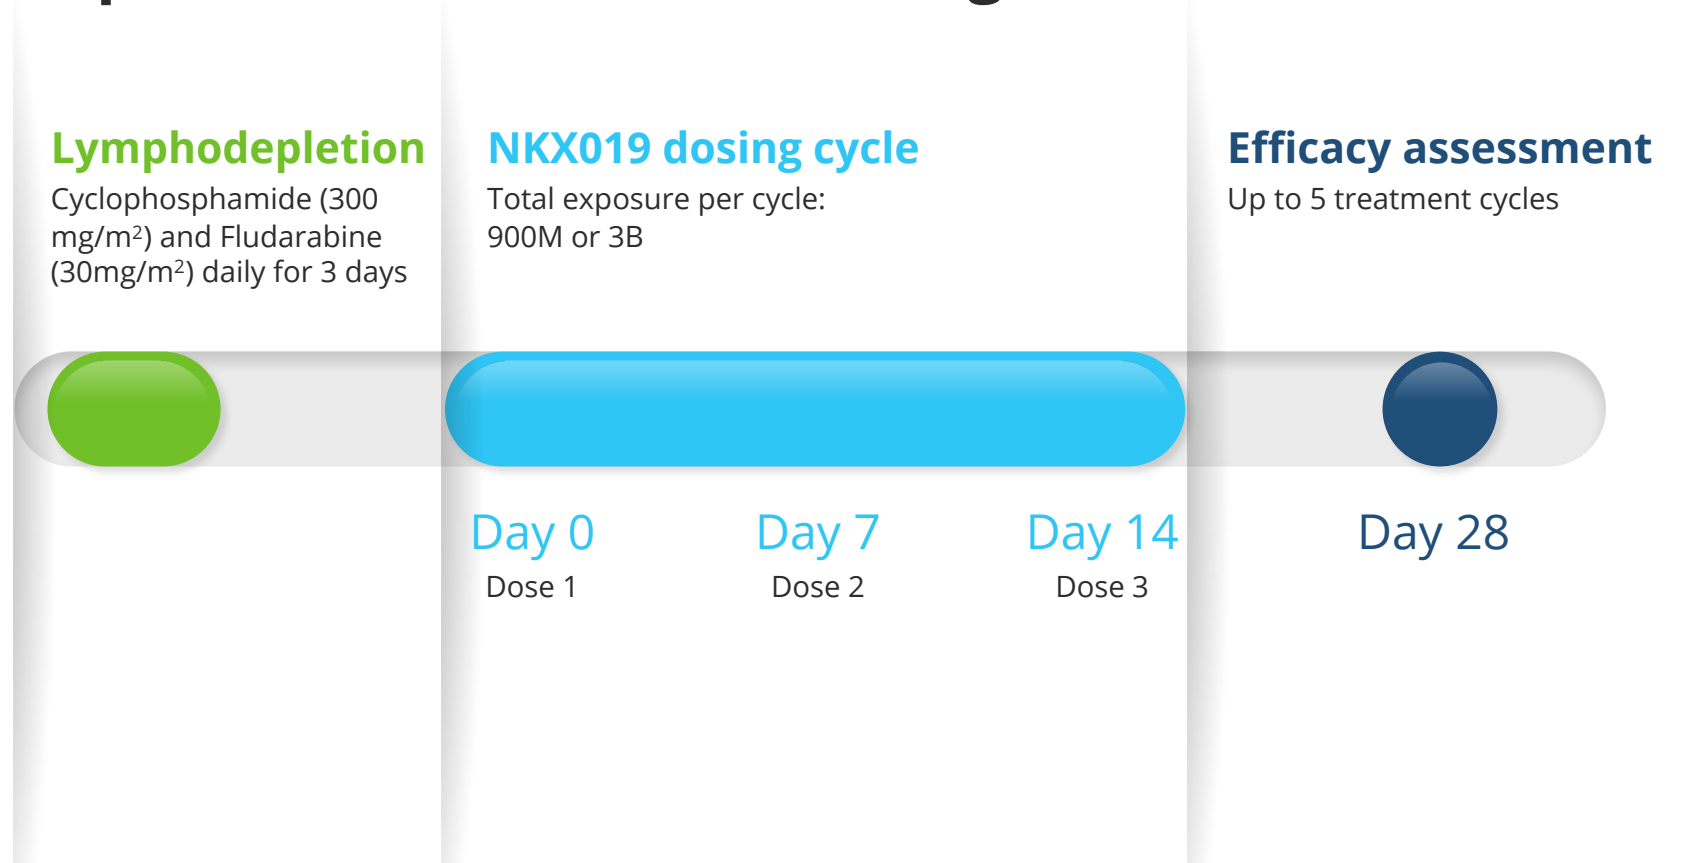 Lymphodepletion
Cyclophosphamide (300
mg/m²) and Fludarabine
(30mg/m²) daily for 3 days
NKX019 dosing cycle
Total exposure per cycle:
900M or 3B
Efficacy assessment
Up to 5 treatment cycles
Day 0
Dose 1
Day 7
Dose 2
Day 14
Dose 3
Day 28